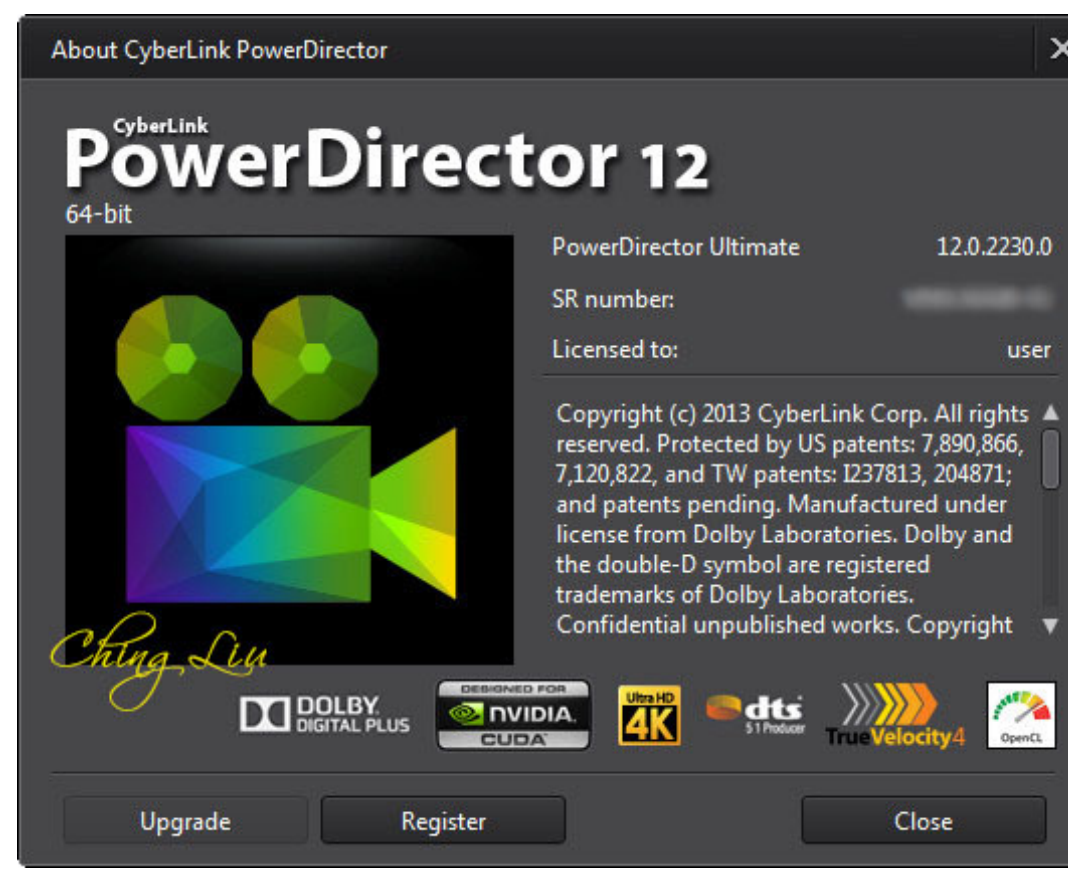 About CyberLink PowerDirector
CyberLink
PowerDirector 12
64-bit
PowerDirector Ultimate 12.0.2230.0
SR number:
Licensed to: user
Copyright (c) 2013 CyberLink Corp. All rights
reserved. Protected by US patents: 7,890,866,
7,120,822, and TW patents: I237813, 204871;
and patents pending. Manufactured under
license from Dolby Laboratories. Dolby and
the double-D symbol are registered
trademarks of Dolby Laboratories.
Confidential unpublished works. Copyright
Ching Liu
DOLBY
DIGITAL PLUS
DESIGNED FOR
NVIDIA.
CUDA
Ultra HD
4K
dts
5.1 Producer
TrueVelocity4
OpenCL
Upgrade
Register
Close